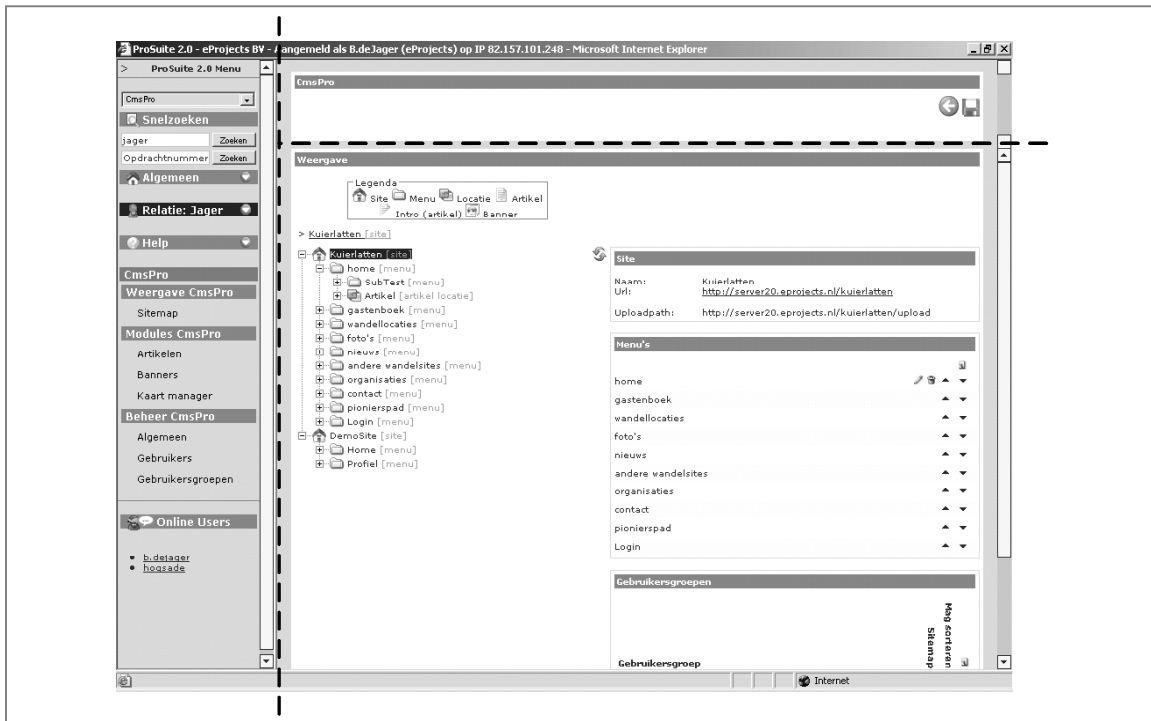 ProSuite 2.0 - eProjects BV - Aangemeld als B.deJager (eProjects) op IP 82.157.101.248 - Microsoft Internet Explorer
> ProSuite 2.0 Menu
CmsPro
Snelzoeken
jager Zoeken
Opdrachtnummer Zoeken
Algemeen
Relatie: Jager
Help
CmsPro
Weergave CmsPro
Sitemap
Modules CmsPro
Artikelen
Banners
Kaart manager
Beheer CmsPro
Algemeen
Gebruikers
Gebruikersgroepen
Online Users
b.dejager
hogsade
CmsPro
Weergave
Legenda
Site Menu Locatie Artikel
Intro (artikel) Banner
> Kuierlatten [site]
Kuierlatten [site]
home [menu]
SubTest [menu]
Artikel [artikel locatie]
gastenboek [menu]
wandellocaties [menu]
foto's [menu]
nieuws [menu]
andere wandelsites [menu]
organisaties [menu]
contact [menu]
pionierspad [menu]
Login [menu]
DemoSite [site]
Home [menu]
Profiel [menu]
Site
Naam: Kuierlatten
Url: http://server20.eprojects.nl/kuierlatten
Uploadpath: http://server20.eprojects.nl/kuierlatten/upload
Menu's
home
gastenboek
wandellocaties
foto's
nieuws
andere wandelsites
organisaties
contact
pionierspad
Login
Gebruikersgroepen
Gebruikersgroep
Sitemap
Mag sorteren
Internet